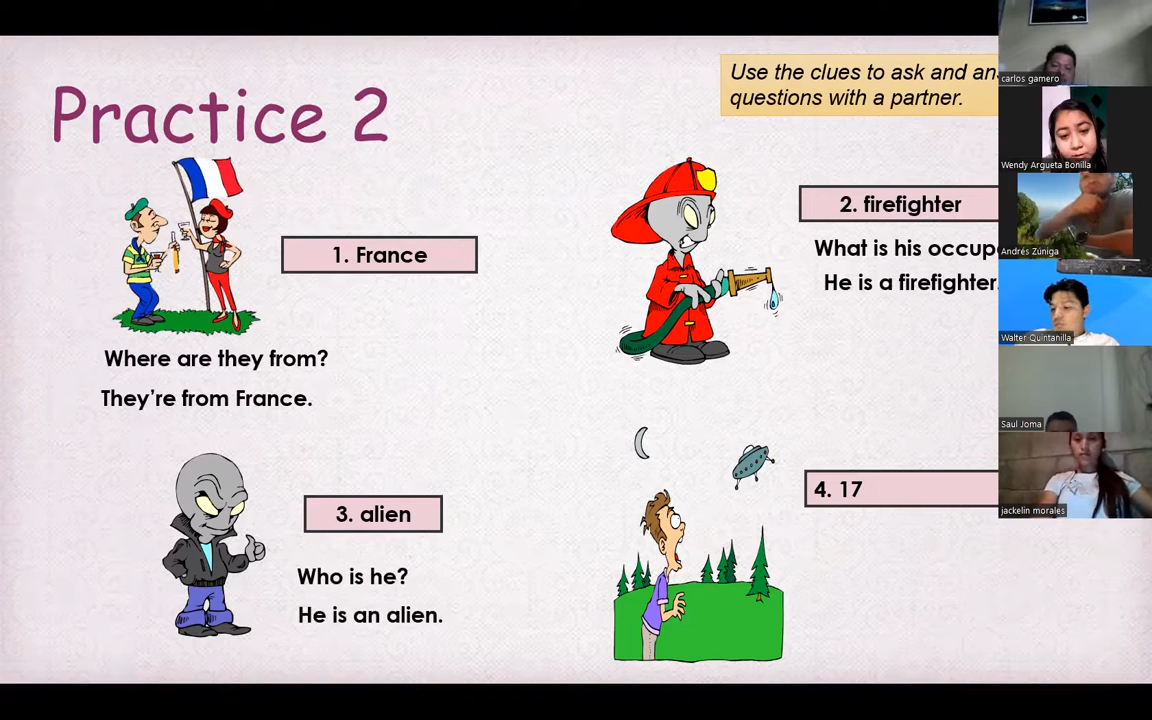 Practice 2
Use the clues to ask and an
questions with a partner.
1. France
Where are they from?
They're from France.
2. firefighter
What is his occup
He is a firefighter.
3. alien
Who is he?
He is an alien.
4. 17
carlos gamero
Wendy Argueta Bonilla
Andrés Zúniga
Walter Quintanilla
Saul Joma
jackelin morales